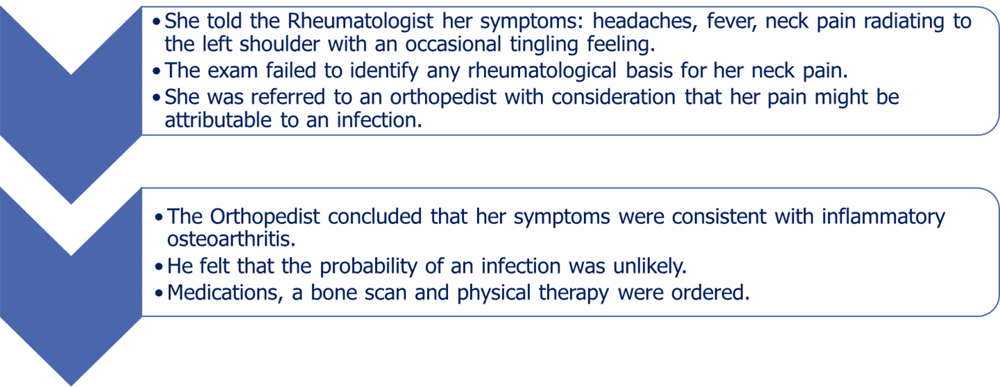 •She told the Rheumatologist her symptoms: headaches, fever, neck pain radiating to
the left shoulder with an occasional tingling feeling.
•The exam failed to identify any rheumatological basis for her neck pain.
•She was referred to an orthopedist with consideration that her pain might be
attributable to an infection.
•The Orthopedist concluded that her symptoms were consistent with inflammatory
osteoarthritis.
•He felt that the probability of an infection was unlikely.
•Medications, a bone scan and physical therapy were ordered.